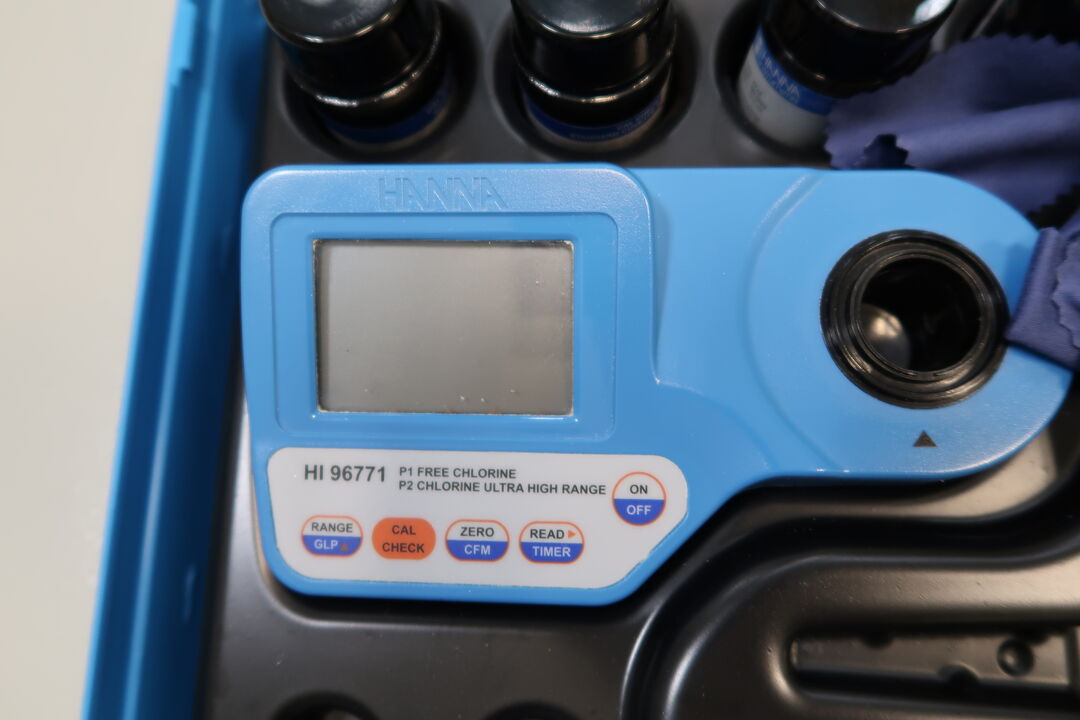 HANNA
HANNA
HI 96771
P1 FREE CHLORINE
P2 CHLORINE ULTRA HIGH RANGE
ON
OFF
RANGE
GLP
CAL
CHECK
ZERO
CFM
READ
TIMER